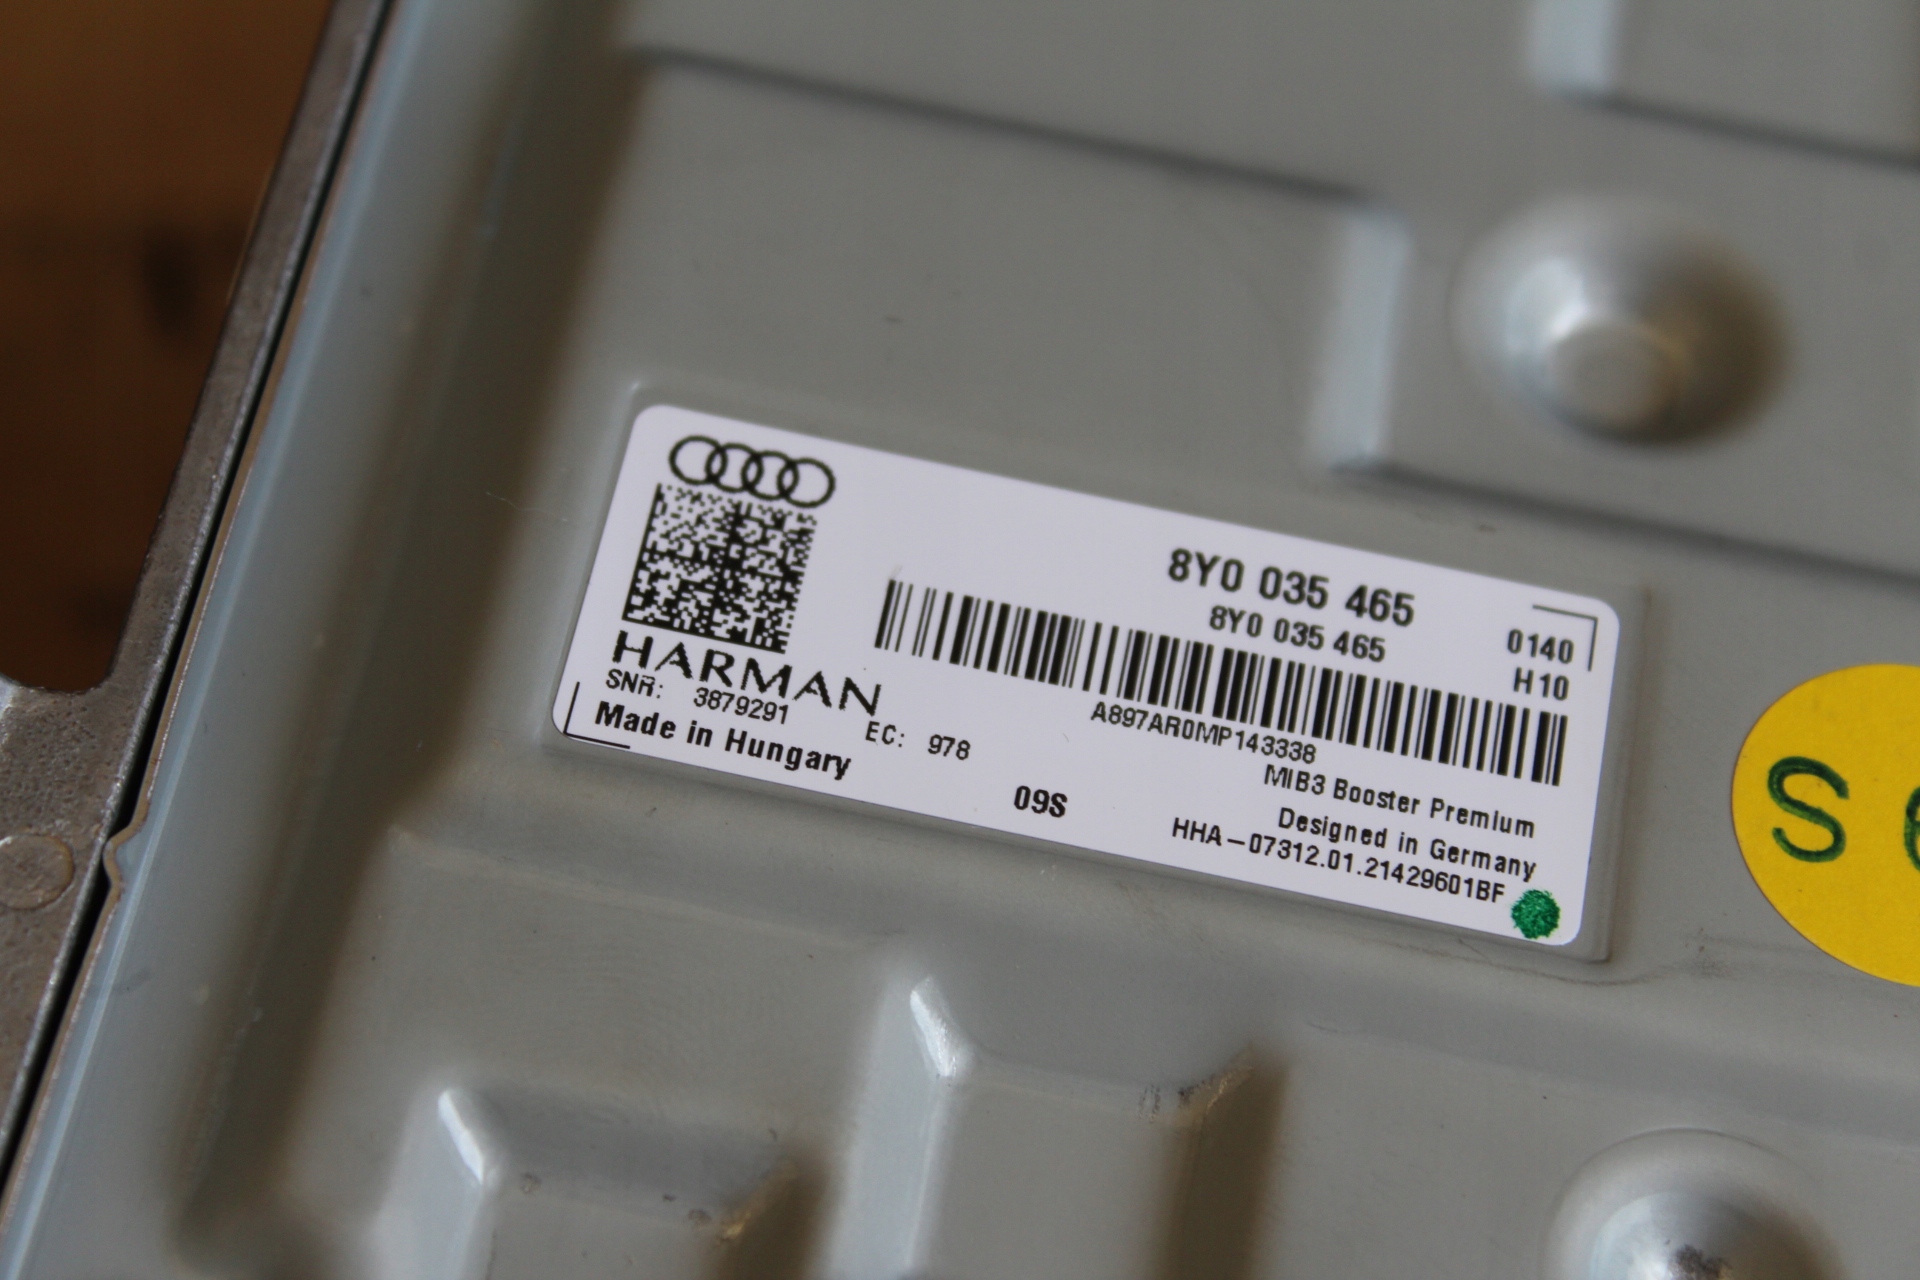 8Y0 035 465
8Y0 035 465
0140
H10
HARMAN
SNR: 3879291
EC: 978
Made in Hungary
A897AR0MP143338
MIB3 Booster Premium
Designed in Germany
HHA-07312.01.21429601BF
09S
S